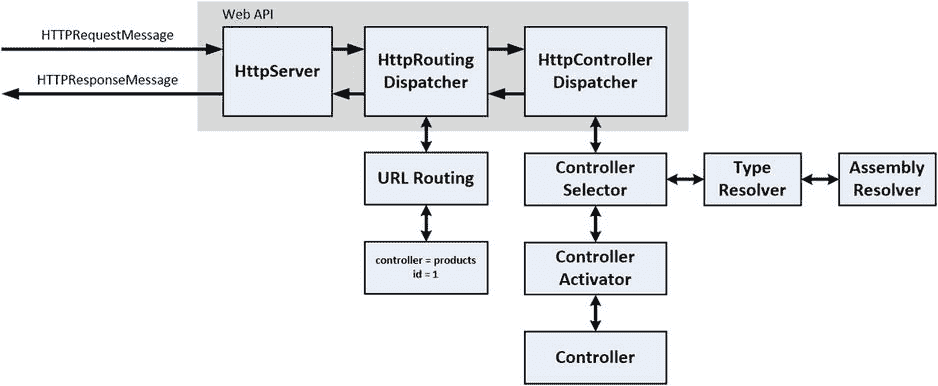 Web API
HTTPRequestMessage
HTTPResponseMessage
HttpServer
HttpRouting
Dispatcher
HttpController
Dispatcher
URL Routing
controller = products
id = 1
Controller
Selector
Type
Resolver
Assembly
Resolver
Controller
Activator
Controller